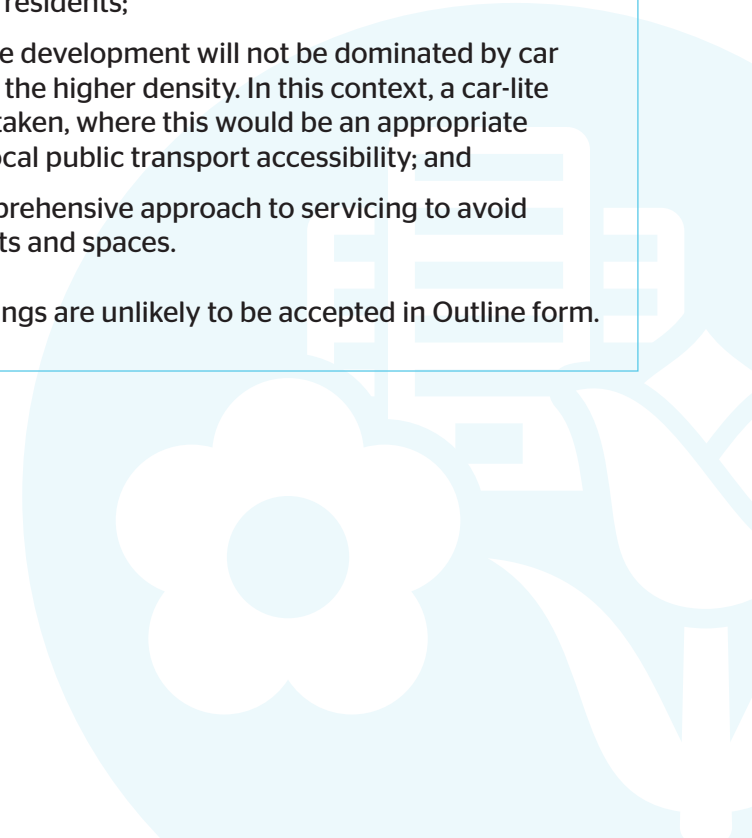 residents;
e development will not be dominated by car
the higher density. In this context, a car-lite
taken, where this would be an appropriate
ocal public transport accessibility; and
prehensive approach to servicing to avoid
ts and spaces.
ngs are unlikely to be accepted in Outline form.